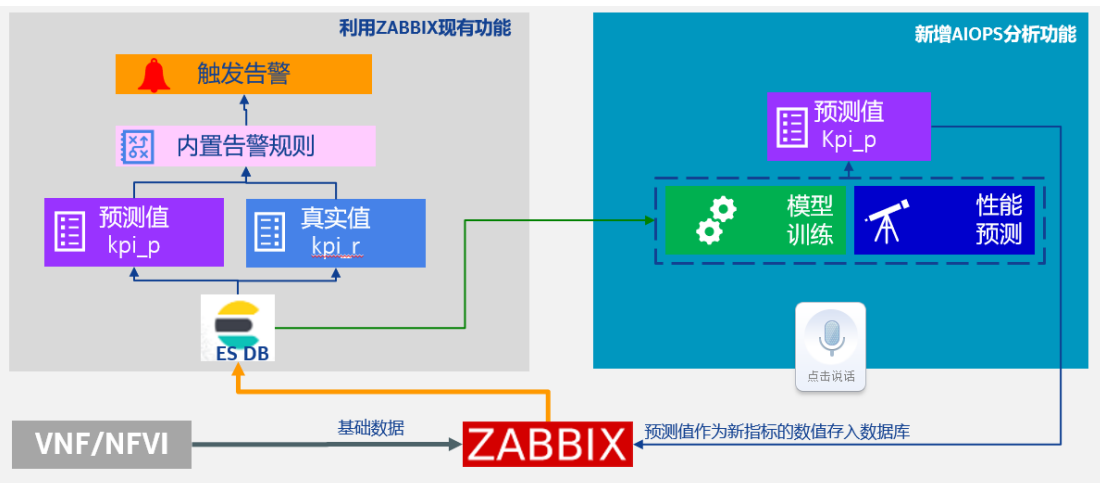 利用ZABBIX现有功能
触发告警
内置告警规则
预测值
kpi_p
真实值
kpi_r
ES DB
新增AIOPS分析功能
预测值
Kpi_p
模型
训练
性能
预测
点击说话
VNF/NFVI
基础数据
ZABBIX
预测值作为新指标的数值存入数据库